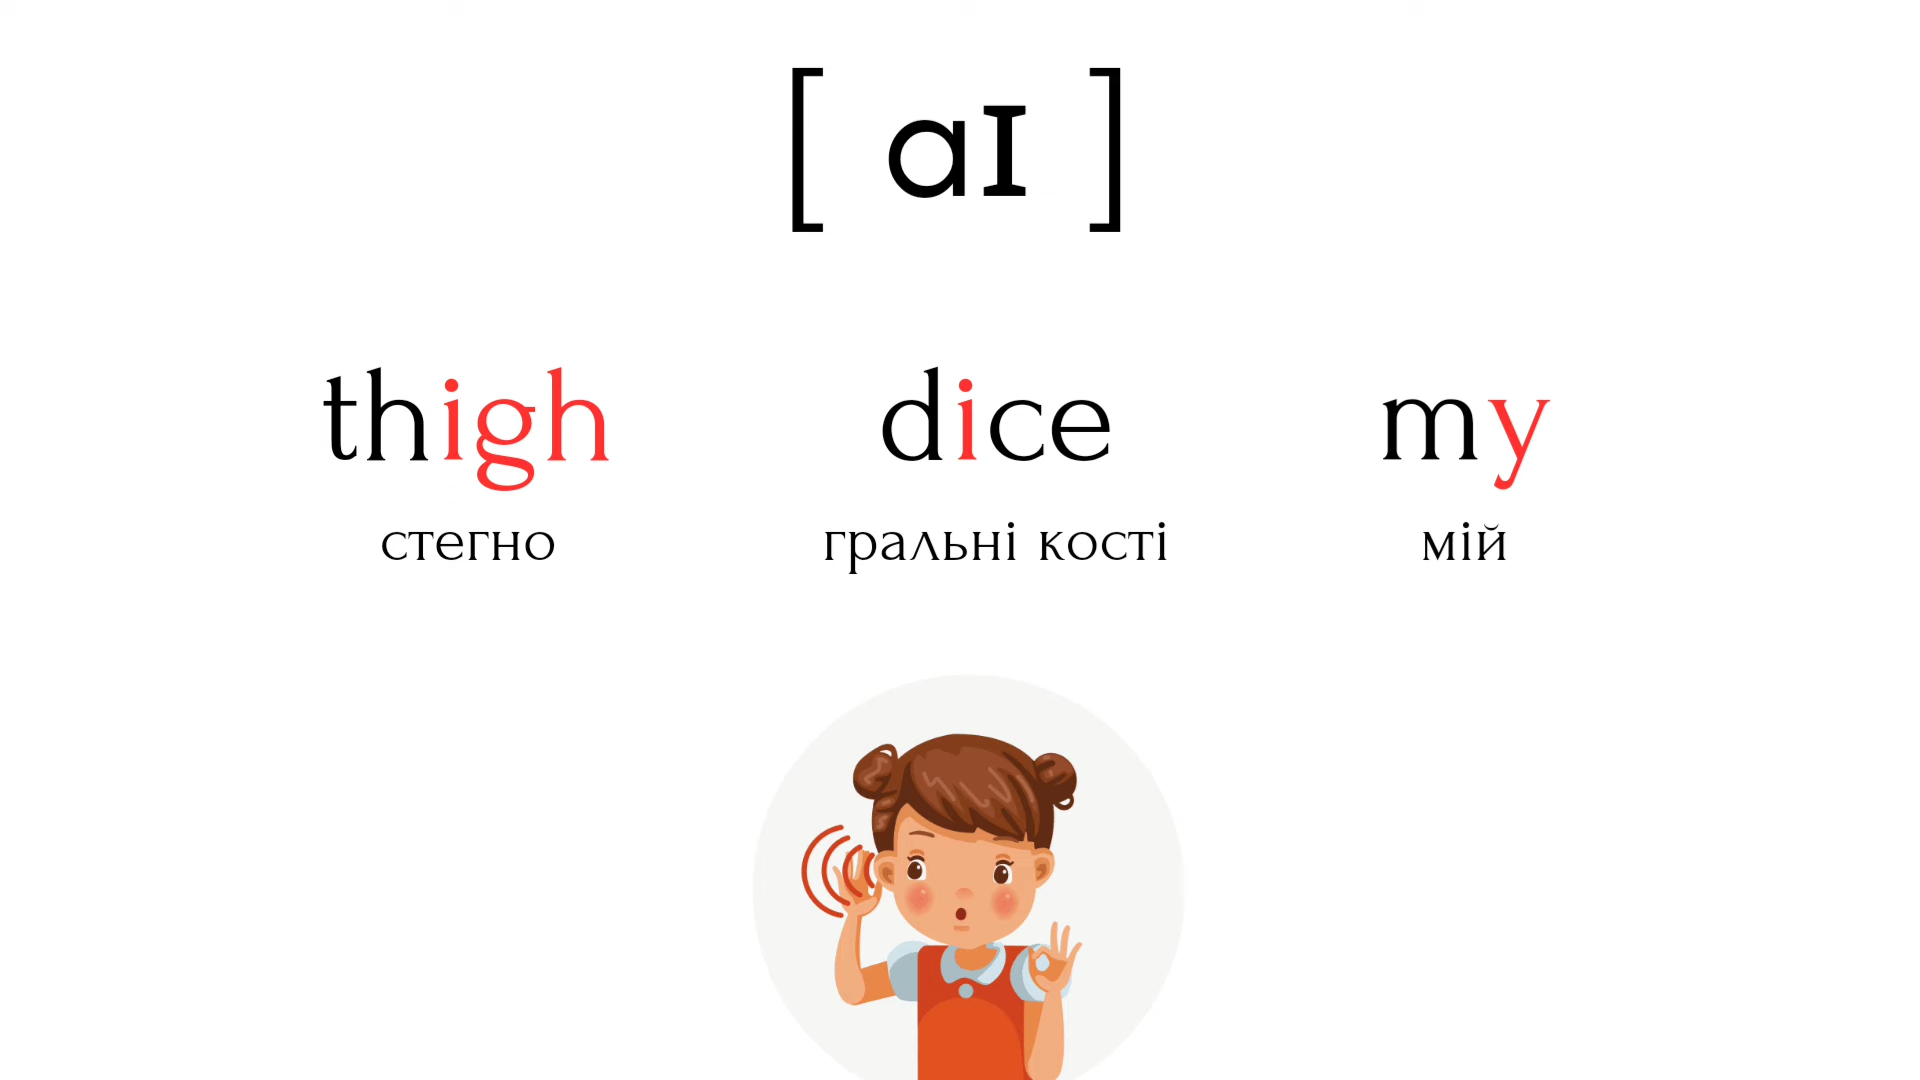 [ aɪ ]
thigh dice my
стегно гральні кості мій